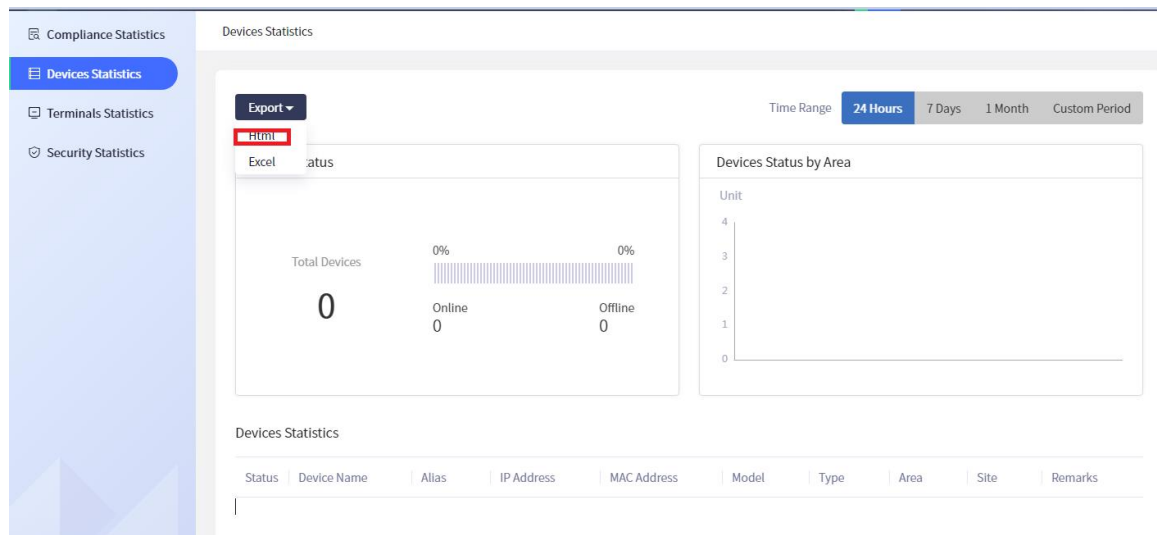 Compliance Statistics
Devices Statistics
Terminals Statistics
Security Statistics
Devices Statistics
Export
Html
Excel
Time Range 24 Hours 7 Days 1 Month Custom Period
atus
Total Devices
0
0% 0%
Online Offline
0 0
Devices Status by Area
Unit
4
3
2
1
0
Devices Statistics
Status Device Name Alias IP Address MAC Address Model Type Area Site Remarks